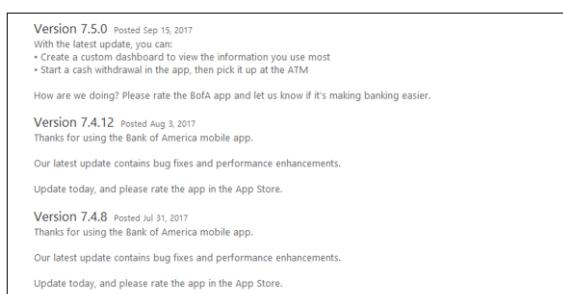 Version 7.5.0 Posted Sep 15, 2017
With the latest update, you can:
• Create a custom dashboard to view the information you use most
• Start a cash withdrawal in the app, then pick it up at the ATM
How are we doing? Please rate the BofA app and let us know if it's making banking easier.
Version 7.4.12 Posted Aug 3, 2017
Thanks for using the Bank of America mobile app.
Our latest update contains bug fixes and performance enhancements.
Update today, and please rate the app in the App Store.
Version 7.4.8 Posted Jul 31, 2017
Thanks for using the Bank of America mobile app.
Our latest update contains bug fixes and performance enhancements.
Update today, and please rate the app in the App Store.